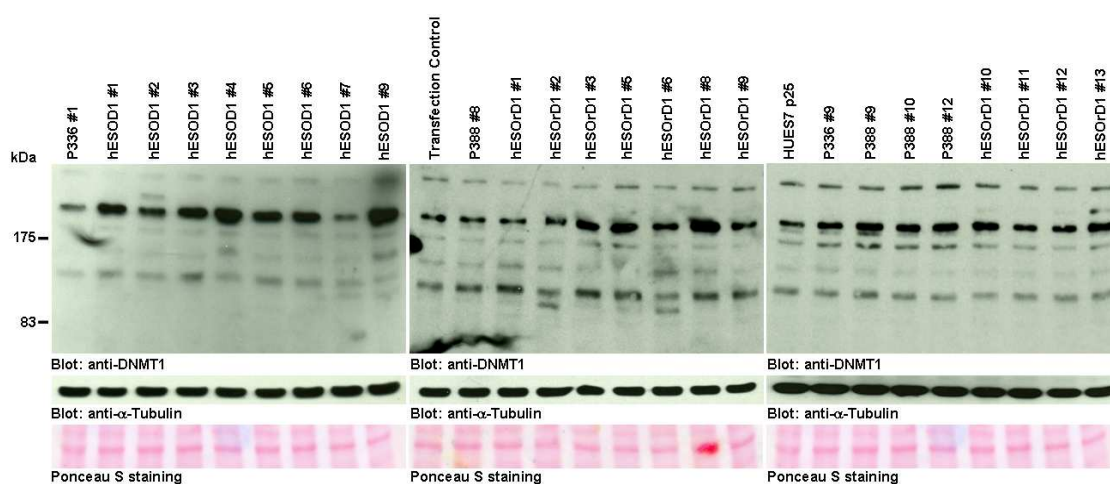 P336 #1
hESOD1 #1
hESOD1 #2
hESOD1 #3
hESOD1 #4
hESOD1 #5
hESOD1 #6
hESOD1 #7
hESOD1 #9
Transfection Control
P388 #8
hESOrD1 #1
hESOrD1 #2
hESOrD1 #3
hESOrD1 #5
hESOrD1 #6
hESOrD1 #8
hESOrD1 #9
HUES7 p25
P336 #9
P388 #9
P388 #10
P388 #12
hESOrD1 #10
hESOrD1 #11
hESOrD1 #12
hESOrD1 #13
kDa
175
83
Blot: anti-DNMT1
Blot: anti-DNMT1
Blot: anti-DNMT1
Blot: anti-α-Tubulin
Blot: anti-α-Tubulin
Blot: anti-α-Tubulin
Ponceau S staining
Ponceau S staining
Ponceau S staining